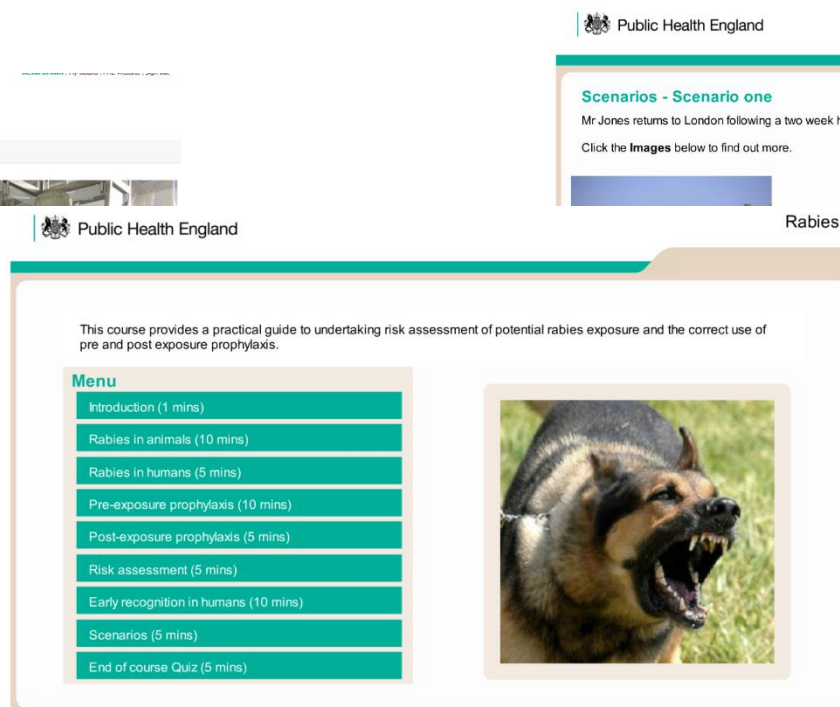 Public Health England
Scenarios - Scenario one
Mr Jones returns to London following a two week
Click the Images below to find out more.
Public Health England
Rabies
This course provides a practical guide to undertaking risk assessment of potential rabies exposure and the correct use of
pre and post exposure prophylaxis.
Menu
Introduction (1 mins)
Rabies in animals (10 mins)
Rabies in humans (5 mins)
Pre-exposure prophylaxis (10 mins)
Post-exposure prophylaxis (5 mins)
Risk assessment (5 mins)
Early recognition in humans (10 mins)
Scenarios (5 mins)
End of course Quiz (5 mins)